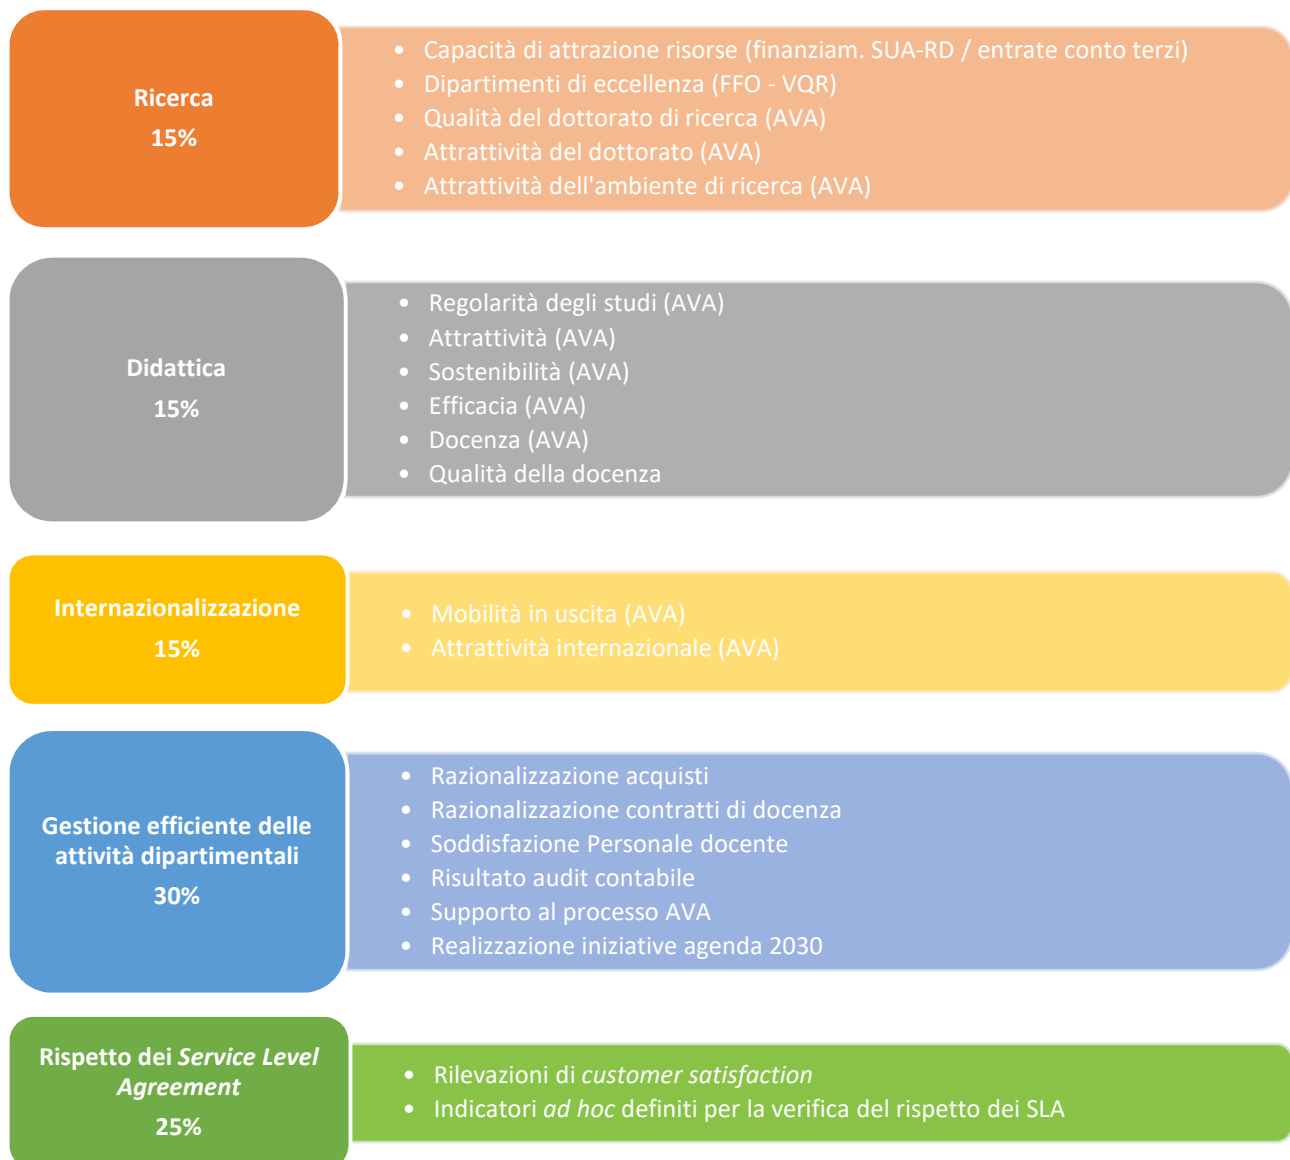 Ricerca
15%
• Capacità di attrazione risorse (finanziam. SUA-RD / entrate conto terzi)
• Dipartimenti di eccellenza (FFO - VQR)
• Qualità del dottorato di ricerca (AVA)
• Attrattività del dottorato (AVA)
• Attrattività dell'ambiente di ricerca (AVA)
Didattica
15%
• Regolarità degli studi (AVA)
• Attrattività (AVA)
• Sostenibilità (AVA)
• Efficacia (AVA)
• Docenza (AVA)
• Qualità della docenza
Internazionalizzazione
15%
• Mobilità in uscita (AVA)
• Attrattività internazionale (AVA)
Gestione efficiente delle
attività dipartimentali
30%
• Razionalizzazione acquisti
• Razionalizzazione contratti di docenza
• Soddisfazione Personale docente
• Risultato audit contabile
• Supporto al processo AVA
• Realizzazione iniziative agenda 2030
Rispetto dei Service Level
Agreement
25%
• Rilevazioni di customer satisfaction
• Indicatori ad hoc definiti per la verifica del rispetto dei SLA